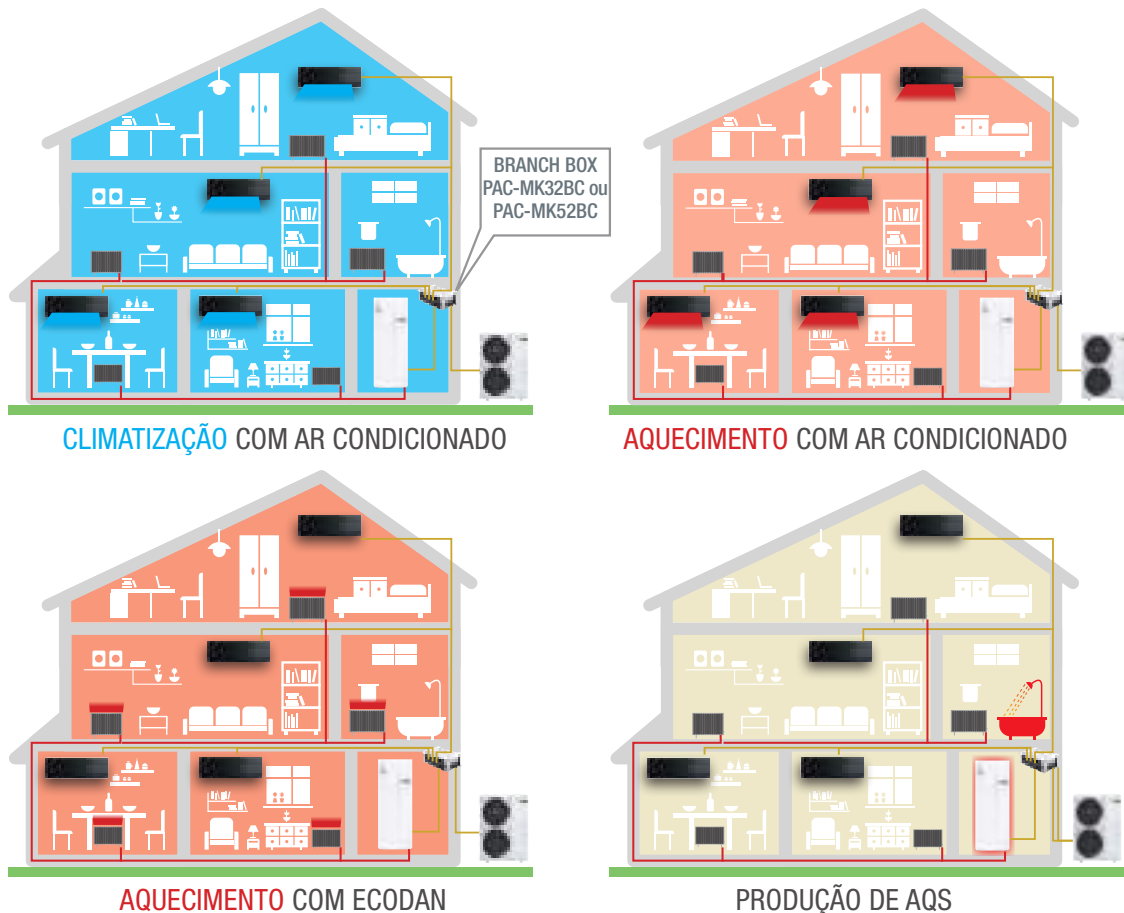 BRANCH BOX
PAC-MK32BC ou
PAC-MK52BC
CLIMATIZAÇÃO COM AR CONDICIONADO
AQUECIMENTO COM AR CONDICIONADO
AQUECIMENTO COM ECODAN
PRODUÇÃO DE AQS